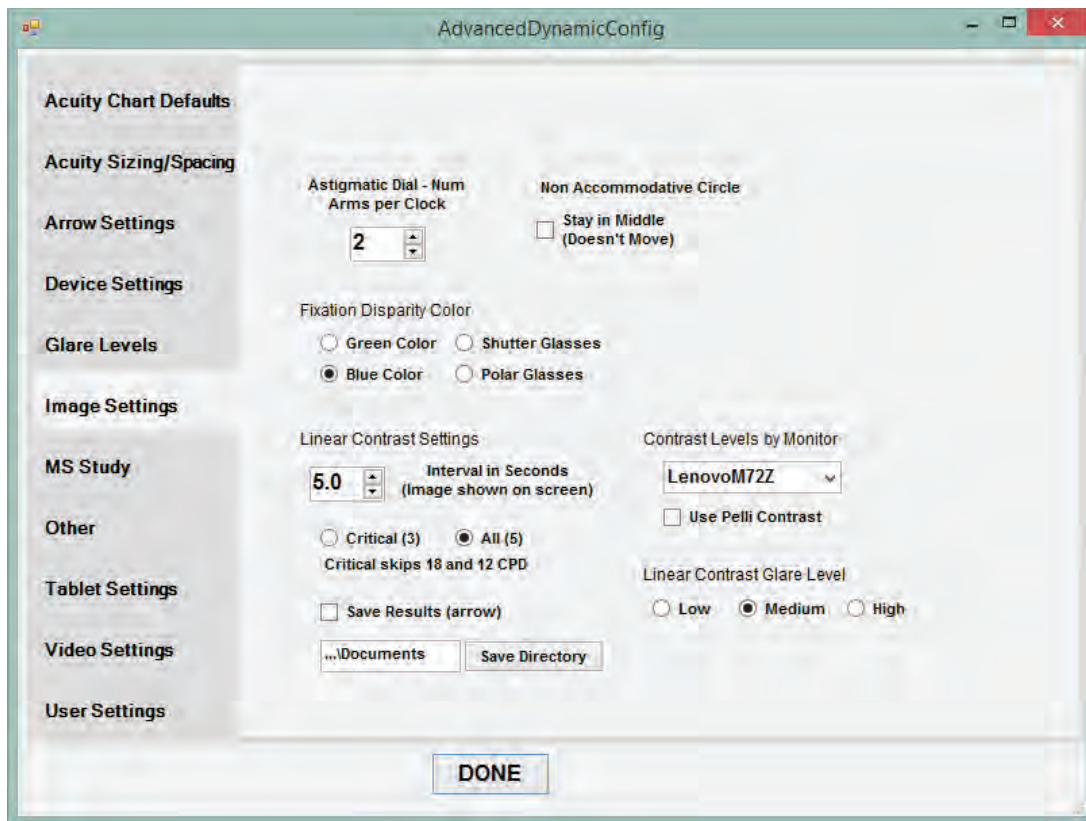 AdvancedDynamicConfig
Acuity Chart Defaults
Acuity Sizing/Spacing
Arrow Settings
Device Settings
Glare Levels
Image Settings
MS Study
Other
Tablet Settings
Video Settings
User Settings
Astigmatic Dial - Num
Arms per Clock
2
Non Accommodative Circle
Stay in Middle
(Doesn't Move)
Fixation Disparity Color
Green Color
Shutter Glasses
Blue Color
Polar Glasses
Linear Contrast Settings
5.0
Interval in Seconds
(Image shown on screen)
Critical (3)
All (5)
Critical skips 18 and 12 CPD
Save Results (arrow)
...\Documents
Save Directory
Contrast Levels by Monitor
LenovoM72Z
Use Pelli Contrast
Linear Contrast Glare Level
Low
Medium
High
DONE